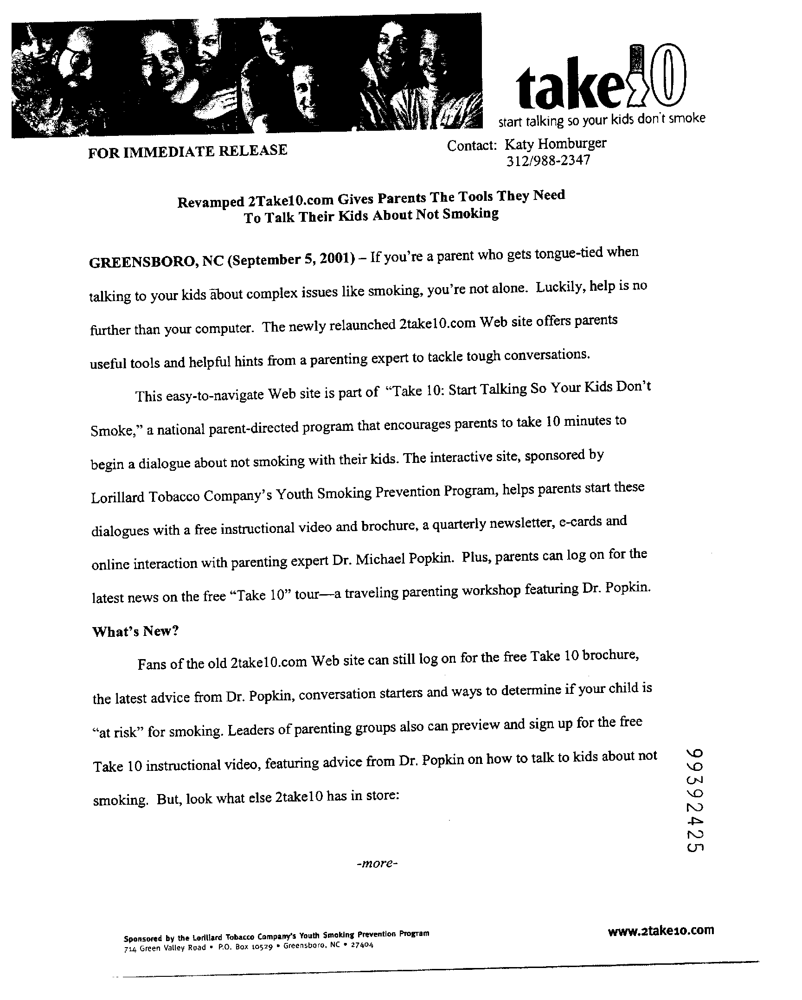 take 10
start talking so your kids don't smoke
FOR IMMEDIATE RELEASE
Contact: Katy Homburger
312/988-2347
Revamped 2Take10.com Gives Parents The Tools They Need
To Talk Their Kids About Not Smoking
GREENSBORO, NC (September 5, 2001) – If you're a parent who gets tongue-tied when
talking to your kids about complex issues like smoking, you're not alone. Luckily, help is no
further than your computer. The newly relaunched 2take10.com Web site offers parents
useful tools and helpful hints from a parenting expert to tackle tough conversations.
This easy-to-navigate Web site is part of "Take 10: Start Talking So Your Kids Don't
Smoke," a national parent-directed program that encourages parents to take 10 minutes to
begin a dialogue about not smoking with their kids. The interactive site, sponsored by
Lorillard Tobacco Company's Youth Smoking Prevention Program, helps parents start these
dialogues with a free instructional video and brochure, a quarterly newsletter, e-cards and
online interaction with parenting expert Dr. Michael Popkin. Plus, parents can log on for the
latest news on the free "Take 10" tour—a traveling parenting workshop featuring Dr. Popkin.
What's New?
Fans of the old 2take10.com Web site can still log on for the free Take 10 brochure,
the latest advice from Dr. Popkin, conversation starters and ways to determine if your child is
"at risk" for smoking. Leaders of parenting groups also can preview and sign up for the free
Take 10 instructional video, featuring advice from Dr. Popkin on how to talk to kids about not
smoking. But, look what else 2take10 has in store:
-more-
99392425
Sponsored by the Lorillard Tobacco Company's Youth Smoking Prevention Program
714 Green Valley Road • P.O. Box 10529 • Greensboro, NC • 27404
www.2take10.com